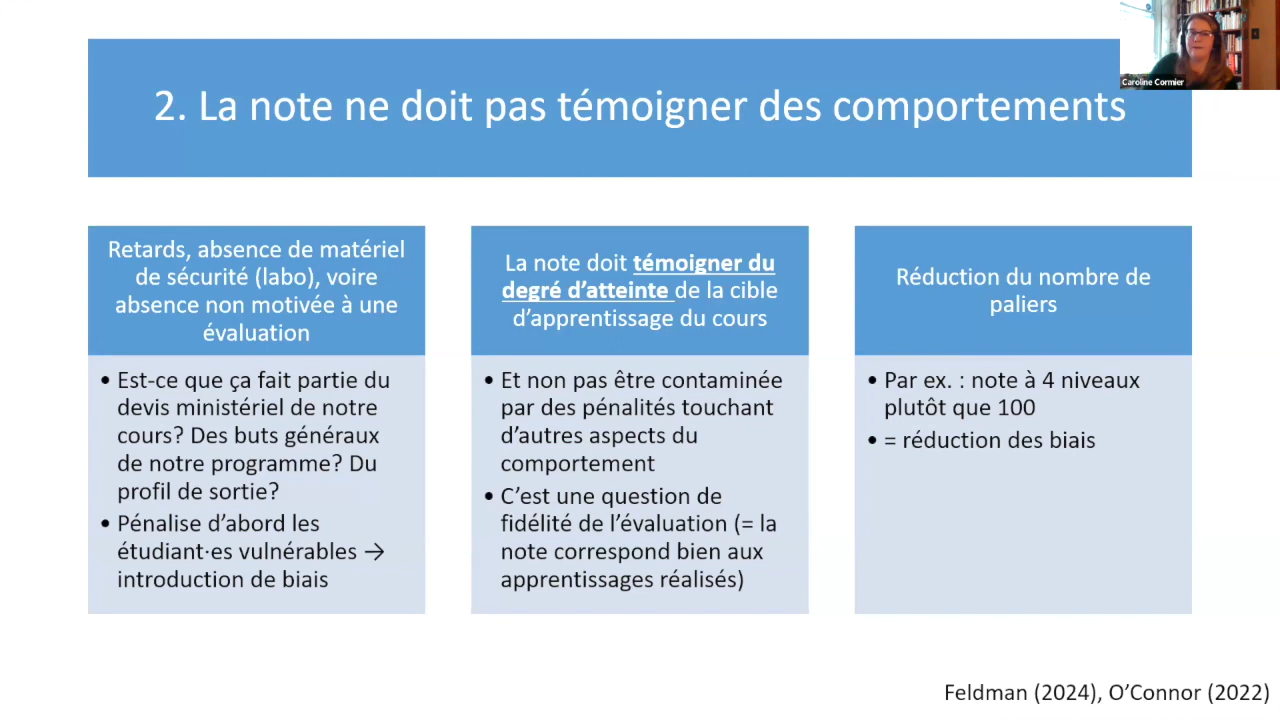 Caroline Cormier
2. La note ne doit pas témoigner des comportements
Retards, absence de matériel
de sécurité (labo), voire
absence non motivée à une
évaluation
• Est-ce que ça fait partie du
devis ministériel de notre
cours? Des buts généraux
de notre programme? Du
profil de sortie?
• Pénalise d’abord les
étudiant·es vulnérables →
introduction de biais
La note doit témoigner du
degré d’atteinte de la cible
d’apprentissage du cours
• Et non pas être contaminée
par des pénalités touchant
d’autres aspects du
comportement
• C’est une question de
fidélité de l’évaluation (= la
note correspond bien aux
apprentissages réalisés)
Réduction du nombre de
paliers
• Par ex. : note à 4 niveaux
plutôt que 100
• = réduction des biais
Feldman (2024), O’Connor (2022)